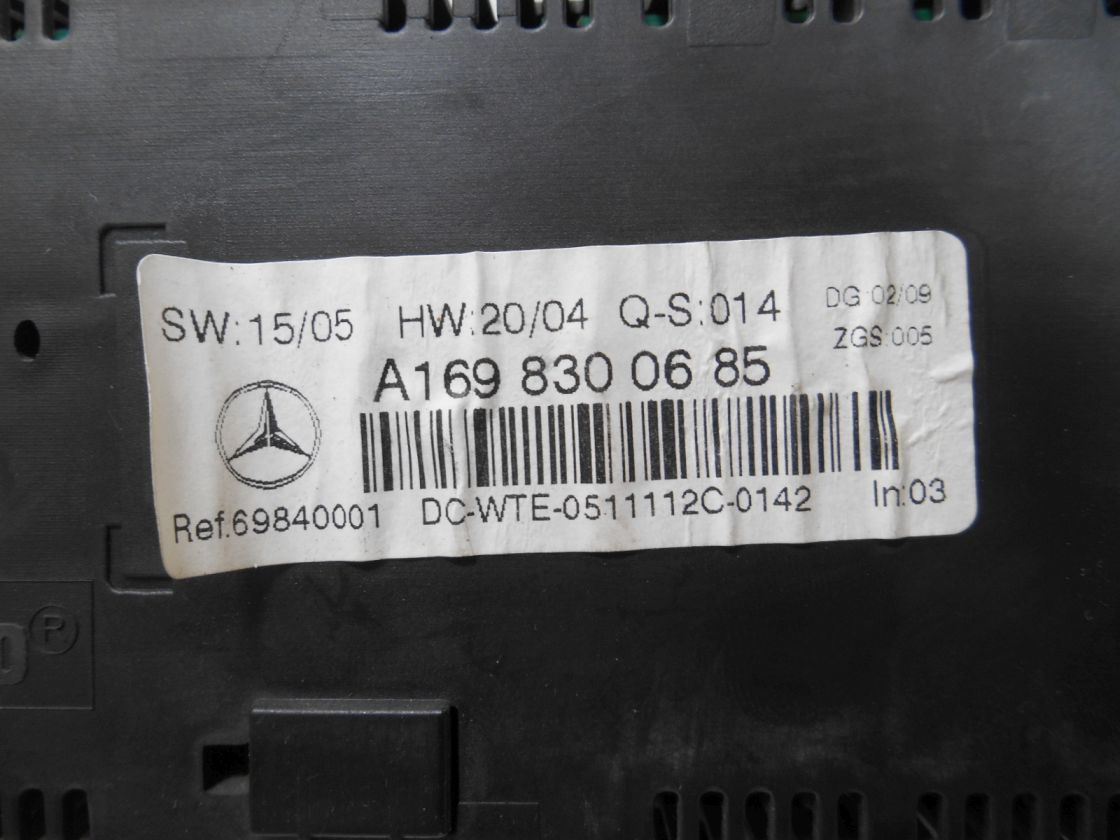 SW:15/05 HW:20/04 Q-S:014 DG:02/09
ZGS:005
A169 830 06 85
Ref.69840001 DC-WTE-0511112C-0142 In:03
®